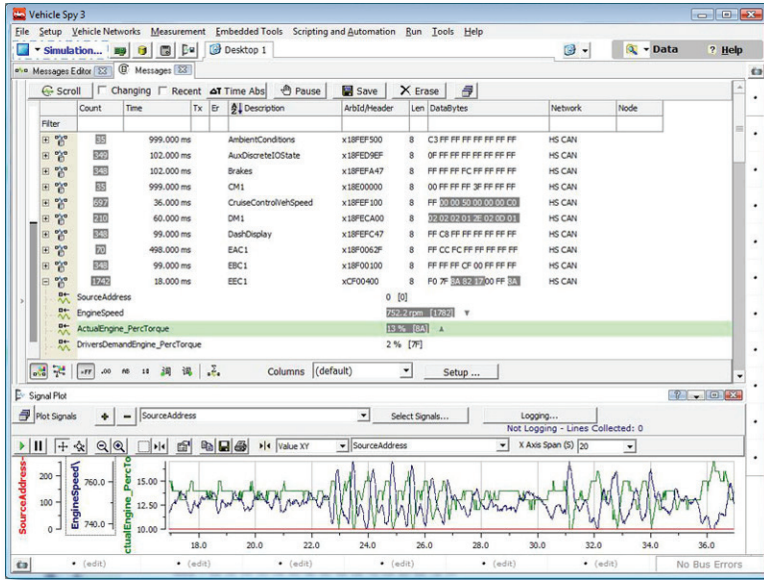 Vehicle Spy 3
File Setup Vehicle Networks Measurement Embedded Tools Scripting and Automation Run Tools Help
Simulation... Desktop 1 Data ? Help
Messages Editor Messages
Scroll Changing Recent ΔT Time Abs Pause Save Erase
Count Time Tx Er Description ArbId/Header Len DataBytes Network Node
Filter
35 999.000 ms AmbientConditions x18FEF500 8 C3 FF FF FF FF FF FF FF HS CAN
349 102.000 ms AuxDiscreteIOState x18FED9EF 8 0F FF FF FF FF FF FF FF HS CAN
348 102.000 ms Brakes x18FEFA47 8 FF FF FF FC FF FF FF FF HS CAN
35 999.000 ms CM1 x18E00000 8 00 FF FF FF 3F FF FF FF HS CAN
697 36.000 ms CruiseControlVehSpeed x18FEF100 8 FF 00 00 50 00 00 00 C0 HS CAN
210 60.000 ms DM1 x18FECA00 8 02 02 02 01 2E 02 0D 01 HS CAN
348 99.000 ms DashDisplay x18FEFC47 8 FF C8 FF FF FF FF FF FF HS CAN
70 498.000 ms EAC1 x18F0062F 8 FF CC FC FF FF FF FF FF HS CAN
348 99.000 ms EBC1 x18F00100 8 FF FF FF CF 00 FF FF FF HS CAN
1742 18.000 ms EEC1 xCF00400 8 F0 7F 8A 82 17 00 FF 8A HS CAN
SourceAddress 0 [0]
EngineSpeed 752.2 rpm [1782]
ActualEngine_PercTorque 13 % [8A]
DriversDemandEngine_PercTorque 2 % [7F]
Columns (default) Setup ...
Signal Plot
Plot Signals SourceAddress Select Signals... Logging...
Not Logging - Lines Collected: 0
Value XY SourceAddress X Axis Span (S) 20
SourceAddress-
EngineSpeed\
ctualEngine_PercTo
200
100
0
760.0
740.0
15.00
12.50
10.00
18.0 20.0 22.0 24.0 26.0 28.0 30.0 32.0 34.0 36.0
(edit) (edit) (edit) (edit) (edit) (edit) No Bus Errors